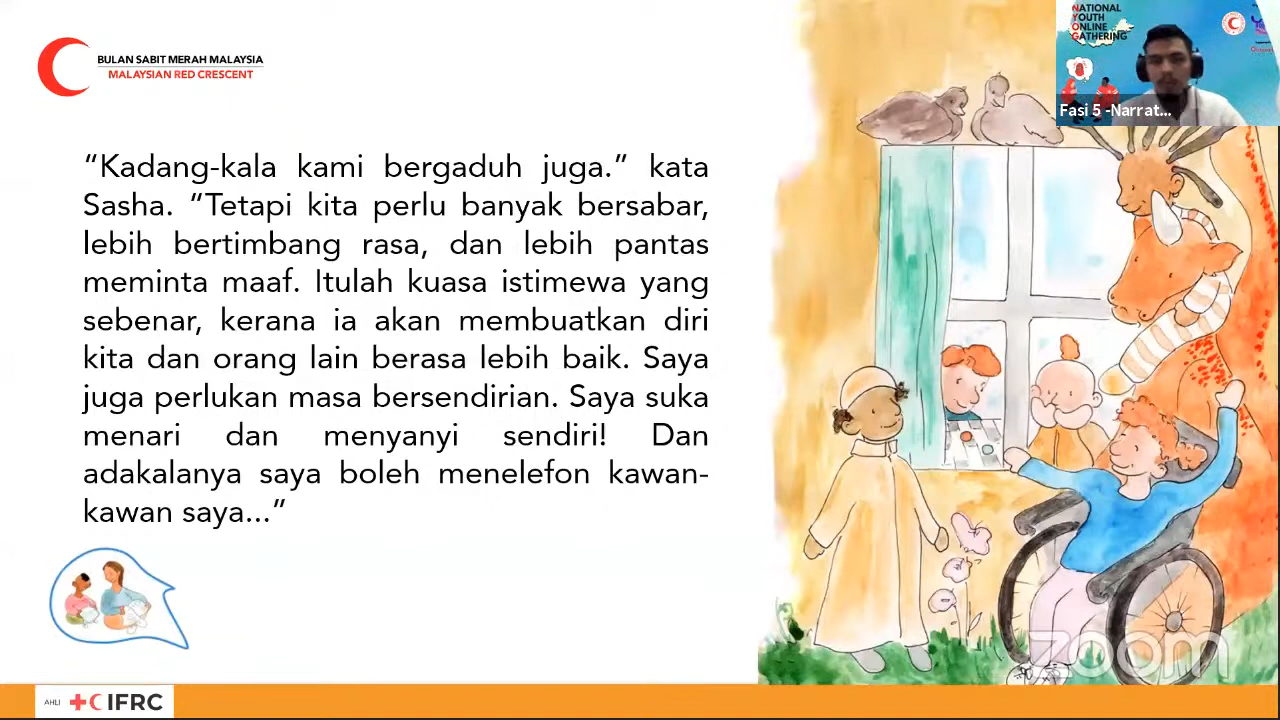 BULAN SABIT MERAH MALAYSIA
MALAYSIAN RED CRESCENT
“Kadang-kala kami bergaduh juga.” kata
Sasha. “Tetapi kita perlu banyak bersabar,
lebih bertimbang rasa, dan lebih pantas
meminta maaf. Itulah kuasa istimewa yang
sebenar, kerana ia akan membuatkan diri
kita dan orang lain berasa lebih baik. Saya
juga perlukan masa bersendirian. Saya suka
menari dan menyanyi sendiri! Dan
adakalanya saya boleh menelefon kawan-
kawan saya...”
NATIONAL
YOUTH
ONLINE
GATHERING
Fasi 5 -Narrat...
zoom
AHLI
IFRC